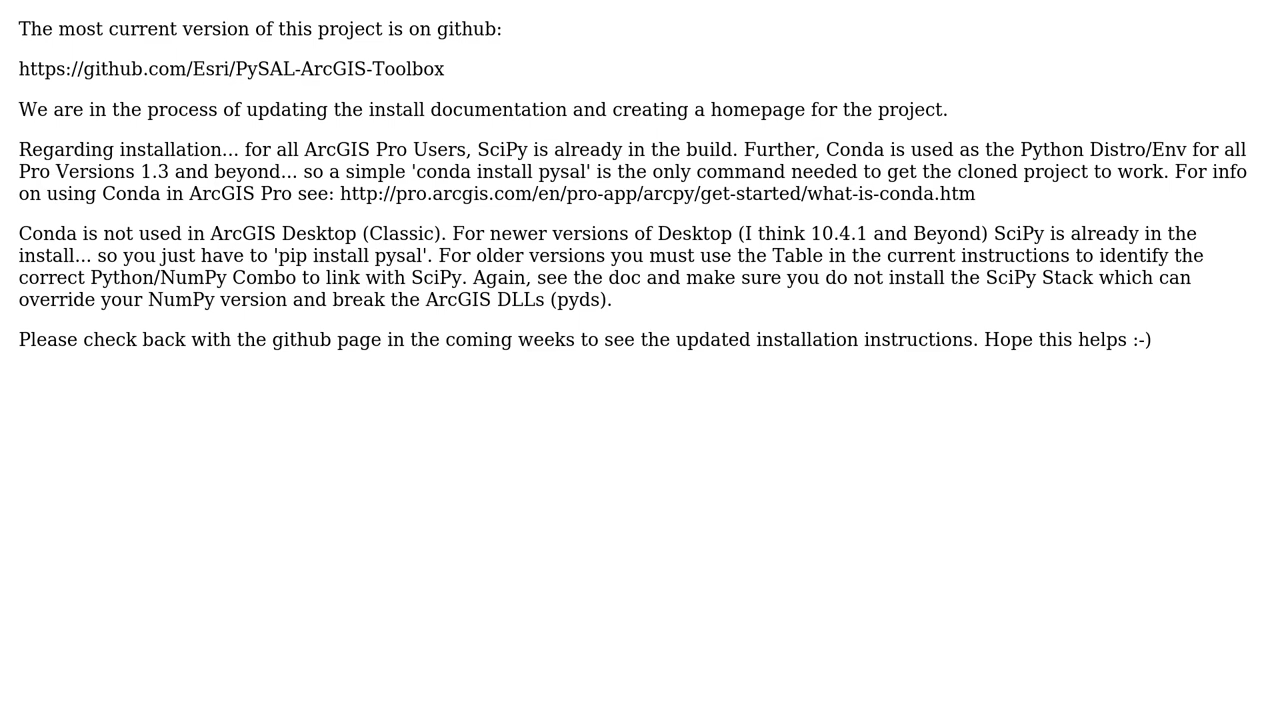 The most current version of this project is on github:
https://github.com/Esri/PySAL-ArcGIS-Toolbox
We are in the process of updating the install documentation and creating a homepage for the project.
Regarding installation... for all ArcGIS Pro Users, SciPy is already in the build. Further, Conda is used as the Python Distro/Env for all
Pro Versions 1.3 and beyond... so a simple 'conda install pysal' is the only command needed to get the cloned project to work. For info
on using Conda in ArcGIS Pro see: http://pro.arcgis.com/en/pro-app/arcpy/get-started/what-is-conda.htm
Conda is not used in ArcGIS Desktop (Classic). For newer versions of Desktop (I think 10.4.1 and Beyond) SciPy is already in the
install... so you just have to 'pip install pysal'. For older versions you must use the Table in the current instructions to identify the
correct Python/NumPy Combo to link with SciPy. Again, see the doc and make sure you do not install the SciPy Stack which can
override your NumPy version and break the ArcGIS DLLs (pyds).
Please check back with the github page in the coming weeks to see the updated installation instructions. Hope this helps :-)